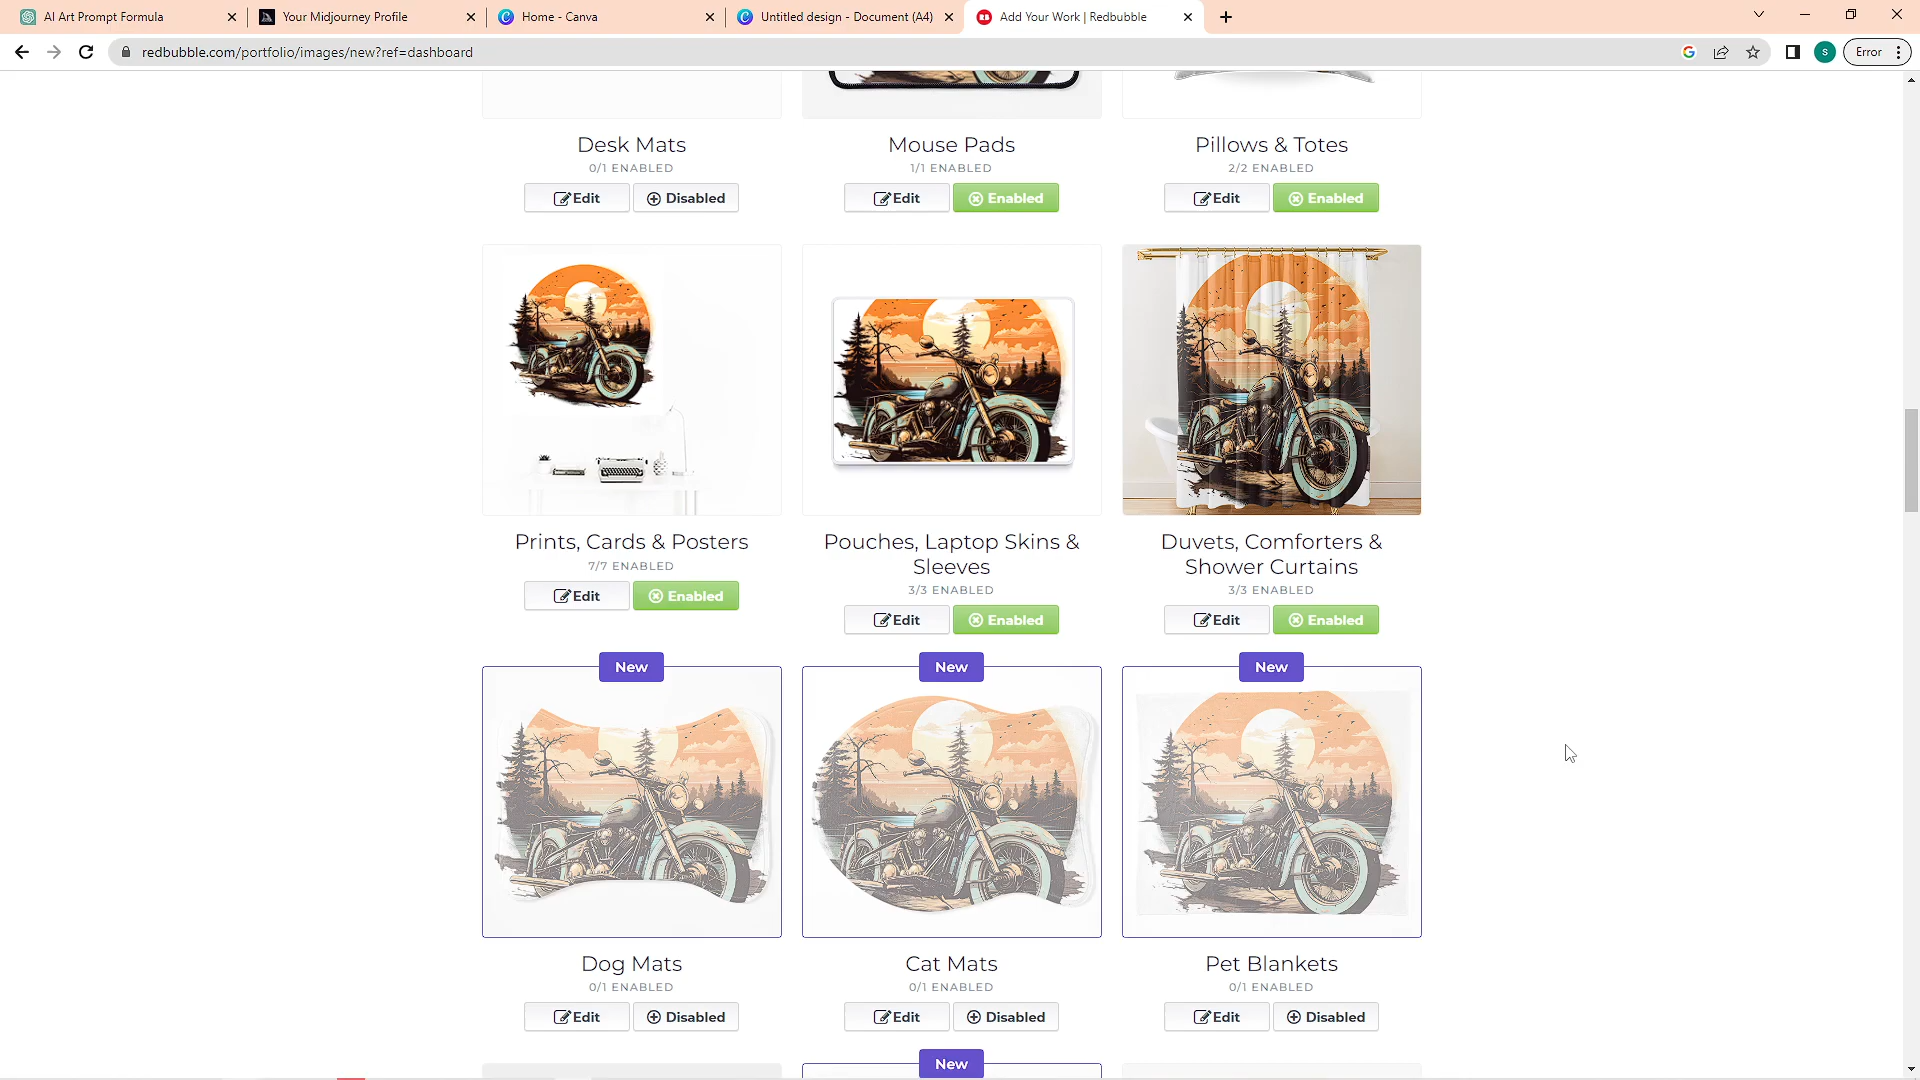 AI Art Prompt Formula
Your Midjourney Profile
Home - Canva
Untitled design - Document (A4)
Add Your Work | Redbubble
redbubble.com/portfolio/images/new?ref=dashboard
S
Error
Desk Mats
Mouse Pads
Pillows & Totes
0/1 ENABLED
1/1 ENABLED
2/2 ENABLED
Edit
Disabled
Edit
Enabled
Edit
Enabled
Prints, Cards & Posters
7/7 ENABLED
Edit
Enabled
Pouches, Laptop Skins &
Sleeves
3/3 ENABLED
Edit
Enabled
Duvets, Comforters &
Shower Curtains
3/3 ENABLED
Edit
Enabled
New
New
New
Dog Mats
Cat Mats
Pet Blankets
0/1 ENABLED
0/1 ENABLED
0/1 ENABLED
Edit
Disabled
Edit
Disabled
Edit
Disabled
New